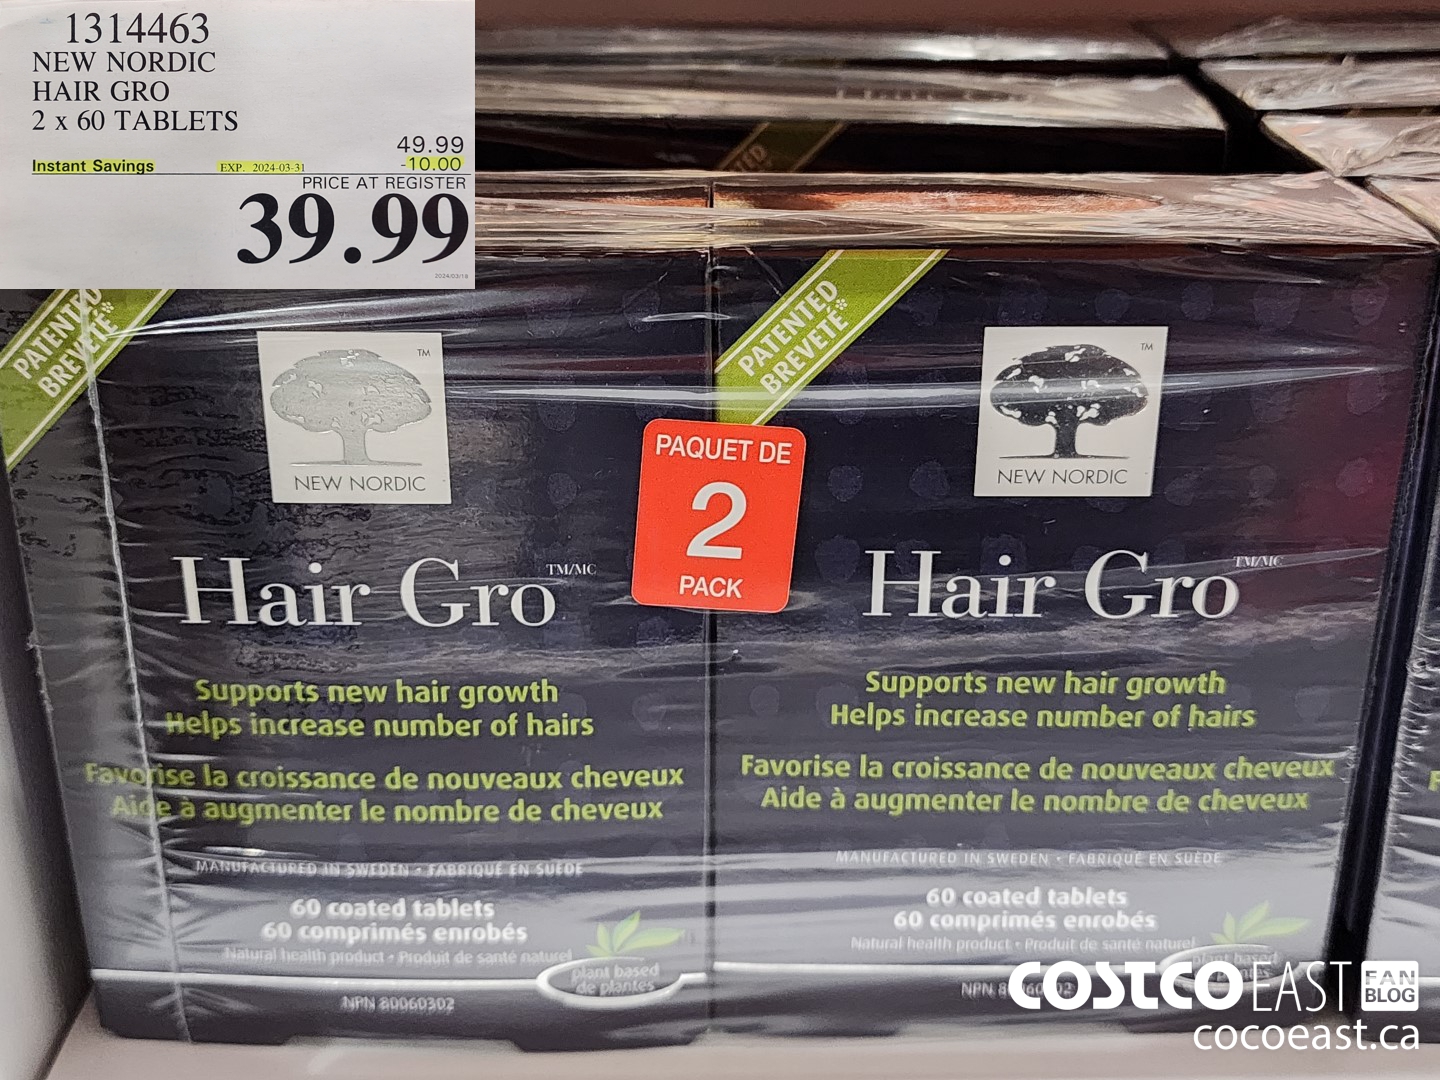 1314463
NEW NORDIC
HAIR GRO
2 x 60 TABLETS
49.99
Instant Savings EXP. 2024-03-31 -10.00
PRICE AT REGISTER
39.99
2024/03/18
PATENTED
BREVETÉ*
TM
NEW NORDIC
Hair Gro TM/MC
Supports new hair growth
Helps increase number of hairs
Favorise la croissance de nouveaux cheveux
Aide à augmenter le nombre de cheveux
MANUFACTURED IN SWEDEN • FABRIQUÉ EN SUÈDE
60 coated tablets
60 comprimés enrobés
Natural health product • Produit de santé naturel
plant based
de plantes
NPN 80060302
PAQUET DE
2
PACK
PATENTED
BREVETÉ*
TM
NEW NORDIC
Hair Gro TM/MC
Supports new hair growth
Helps increase number of hairs
Favorise la croissance de nouveaux cheveux
Aide à augmenter le nombre de cheveux
MANUFACTURED IN SWEDEN • FABRIQUÉ EN SUÈDE
60 coated tablets
60 comprimés enrobés
Natural health product • Produit de santé naturel
plant based
NPN
COSTCO EAST FAN BLOG
cocoeast.ca